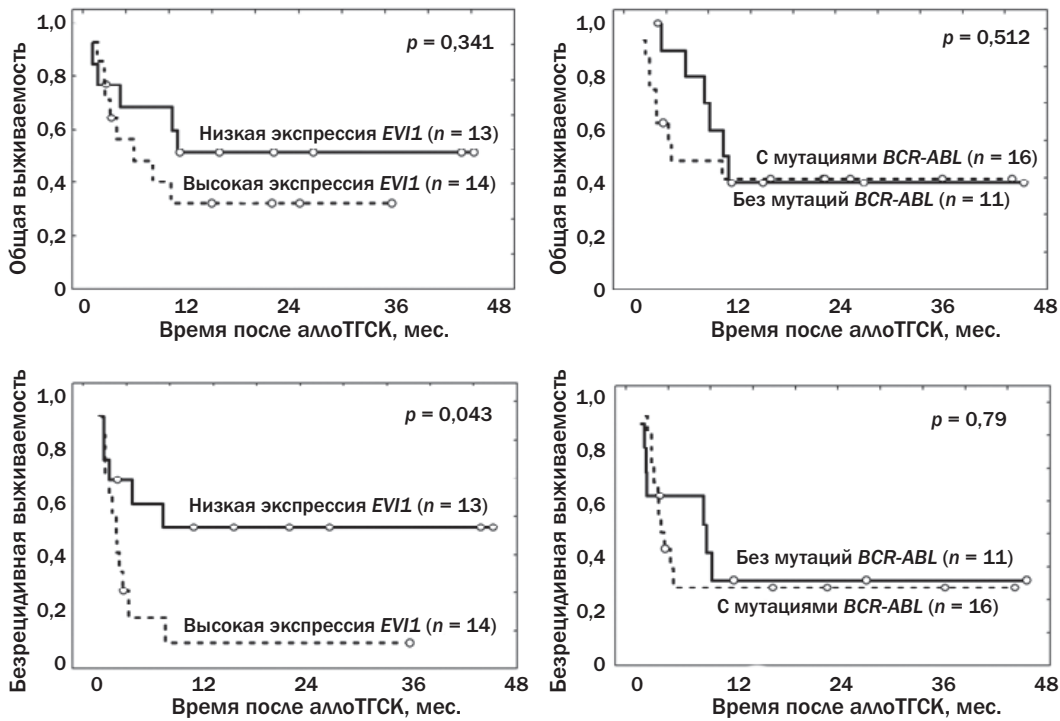 Общая выживаемость
1,0
0,8
0,6
0,4
0,2
0
p = 0,341
Низкая экспрессия EVI1 (n = 13)
Высокая экспрессия EVI1 (n = 14)
0 12 24 36 48
Время после аллоТГСК, мес.
Общая выживаемость
1,0
0,8
0,6
0,4
0,2
0
p = 0,512
С мутациями BCR-ABL (n = 16)
Без мутаций BCR-ABL (n = 11)
0 12 24 36 48
Время после аллоТГСК, мес.
Безрецидивная выживаемость
1,0
0,8
0,6
0,4
0,2
0
p = 0,043
Низкая экспрессия EVI1 (n = 13)
Высокая экспрессия EVI1 (n = 14)
0 12 24 36 48
Время после аллоТГСК, мес.
Безрецидивная выживаемость
1,0
0,8
0,6
0,4
0,2
0
p = 0,79
Без мутаций BCR-ABL (n = 11)
С мутациями BCR-ABL (n = 16)
0 12 24 36 48
Время после аллоТГСК, мес.